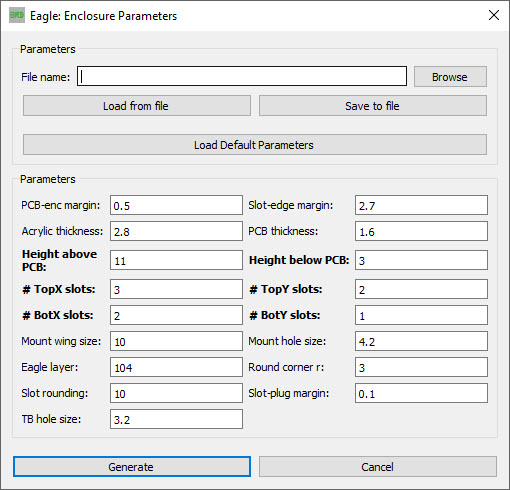 BRD Eagle: Enclosure Parameters
Parameters
File name: Browse
Load from file Save to file
Load Default Parameters
Parameters
PCB-enc margin: 0.5 Slot-edge margin: 2.7
Acrylic thickness: 2.8 PCB thickness: 1.6
Height above
PCB: 11 Height below PCB: 3
# TopX slots: 3 # TopY slots: 2
# BotX slots: 2 # BotY slots: 1
Mount wing size: 10 Mount hole size: 4.2
Eagle layer: 104 Round corner r: 3
Slot rounding: 10 Slot-plug margin: 0.1
TB hole size: 3.2
Generate Cancel